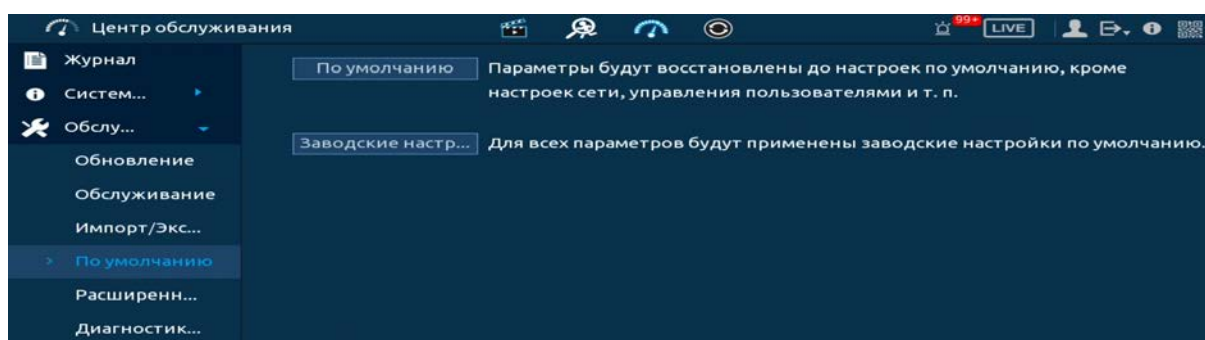 Центр обслуживания
99+
LIVE
Журнал
Систем...
Обслу...
Обновление
Обслуживание
Импорт/Экс...
По умолчанию
Расширенн...
Диагностик...
По умолчанию
Параметры будут восстановлены до настроек по умолчанию, кроме
настроек сети, управления пользователями и т. п.
Заводские настр...
Для всех параметров будут применены заводские настройки по умолчанию.